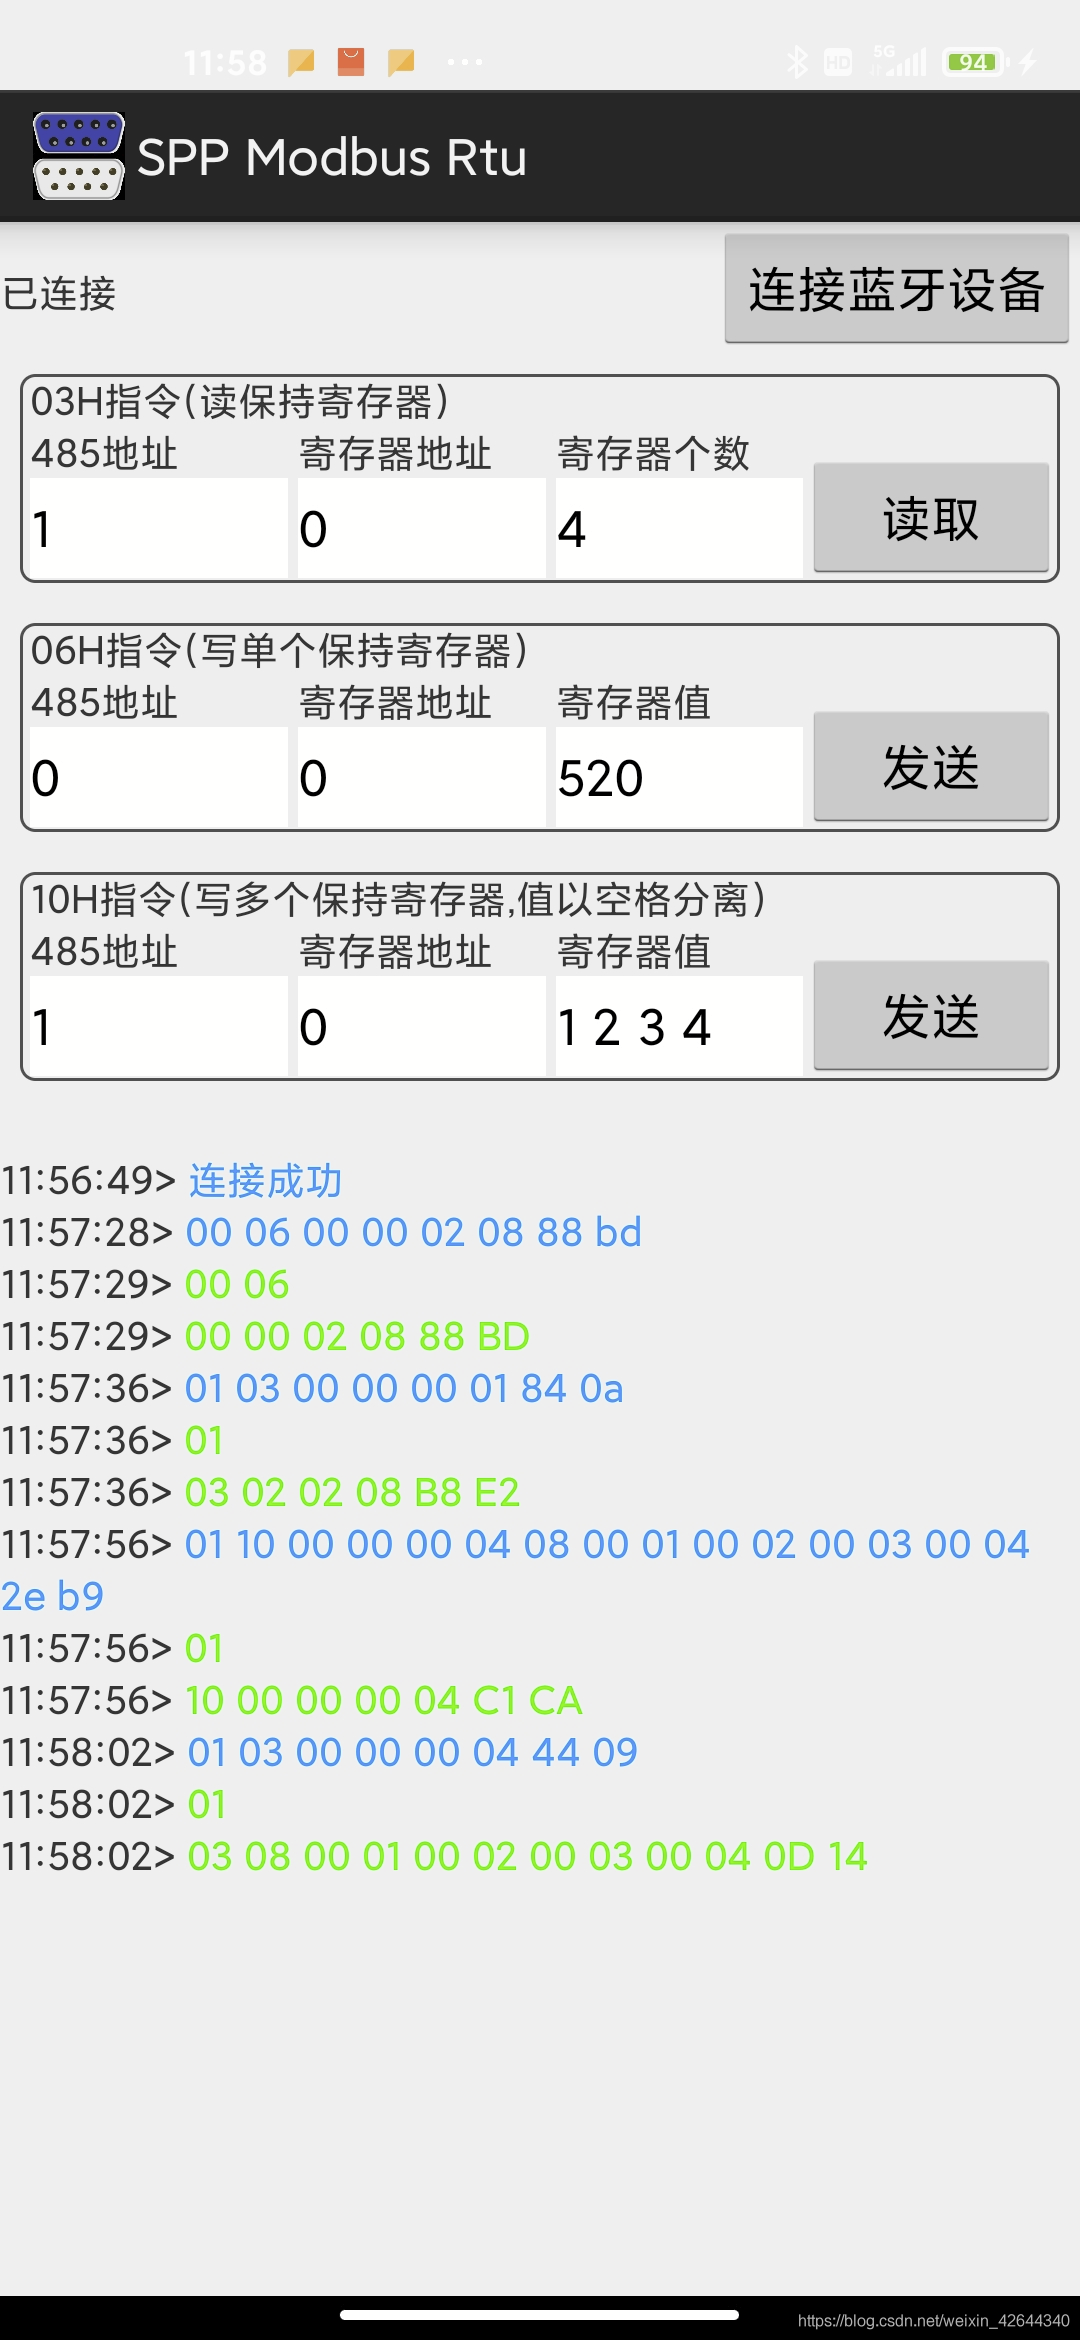 11:58 ... HD 5G 94
SPP Modbus Rtu
已连接 连接蓝牙设备
03H指令(读保持寄存器)
485地址 寄存器地址 寄存器个数
1 0 4 读取
06H指令(写单个保持寄存器)
485地址 寄存器地址 寄存器值
0 0 520 发送
10H指令(写多个保持寄存器,值以空格分离)
485地址 寄存器地址 寄存器值
1 0 1 2 3 4 发送
11:56:49> 连接成功
11:57:28> 00 06 00 00 02 08 88 bd
11:57:29> 00 06
11:57:29> 00 00 02 08 88 BD
11:57:36> 01 03 00 00 00 01 84 0a
11:57:36> 01
11:57:36> 03 02 02 08 B8 E2
11:57:56> 01 10 00 00 00 04 08 00 01 00 02 00 03 00 04
2e b9
11:57:56> 01
11:57:56> 10 00 00 00 04 C1 CA
11:58:02> 01 03 00 00 00 04 44 09
11:58:02> 01
11:58:02> 03 08 00 01 00 02 00 03 00 04 0D 14
https://blog.csdn.net/weixin_42644340